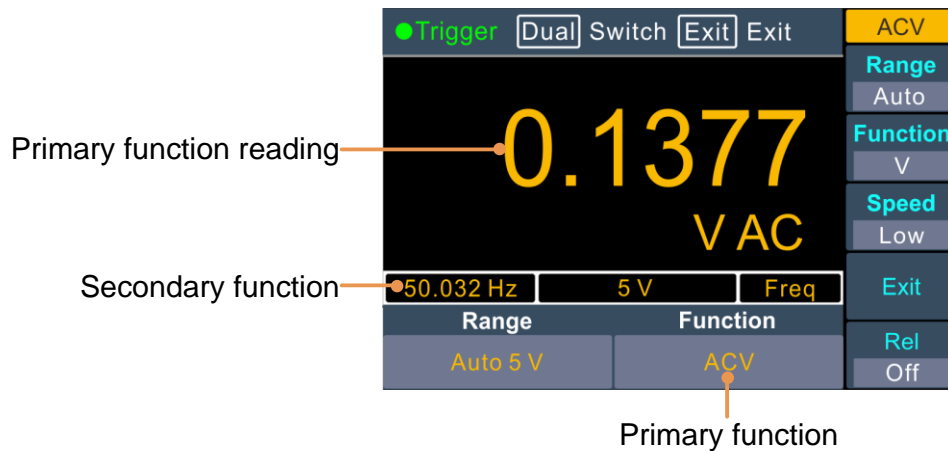 Trigger Dual Switch Exit Exit
ACV
Range
Auto
Primary function reading
0.1377
Function
V
V AC
Speed
Low
Secondary function
50.032 Hz 5 V Freq
Exit
Range Function
Auto 5 V ACV
Rel
Off
Primary function